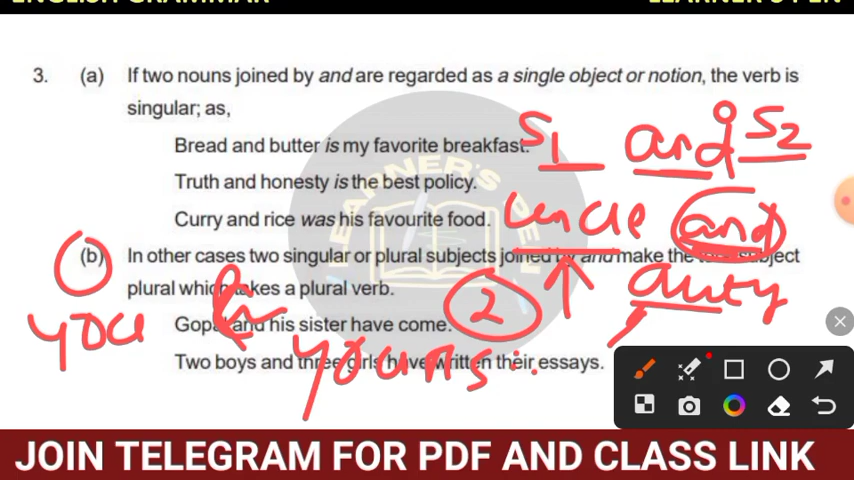 ENGLISH GRAMMAR LEARNER'S PEN
3. (a) If two nouns joined by and are regarded as a single object or notion, the verb is
singular; as,
Bread and butter is my favorite breakfast.
S1 and S2
Truth and honesty is the best policy.
Curry and rice was his favourite food.
uncle and
(b) In other cases two singular or plural subjects joined by and make the subject
plural which takes a plural verb.
2 auty
you
Gopal and his sister have come.
Two boys and three girls have written their essays.
youns
LEARNER'S PEN
JOIN TELEGRAM FOR PDF AND CLASS LINK